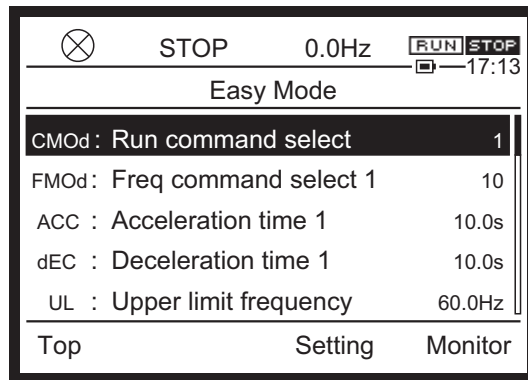 STOP 0.0Hz RUN STOP
17:13
Easy Mode
CMOd: Run command select 1
FMOd: Freq command select 1 10
ACC : Acceleration time 1 10.0s
dEC : Deceleration time 1 10.0s
UL : Upper limit frequency 60.0Hz
Top Setting Monitor